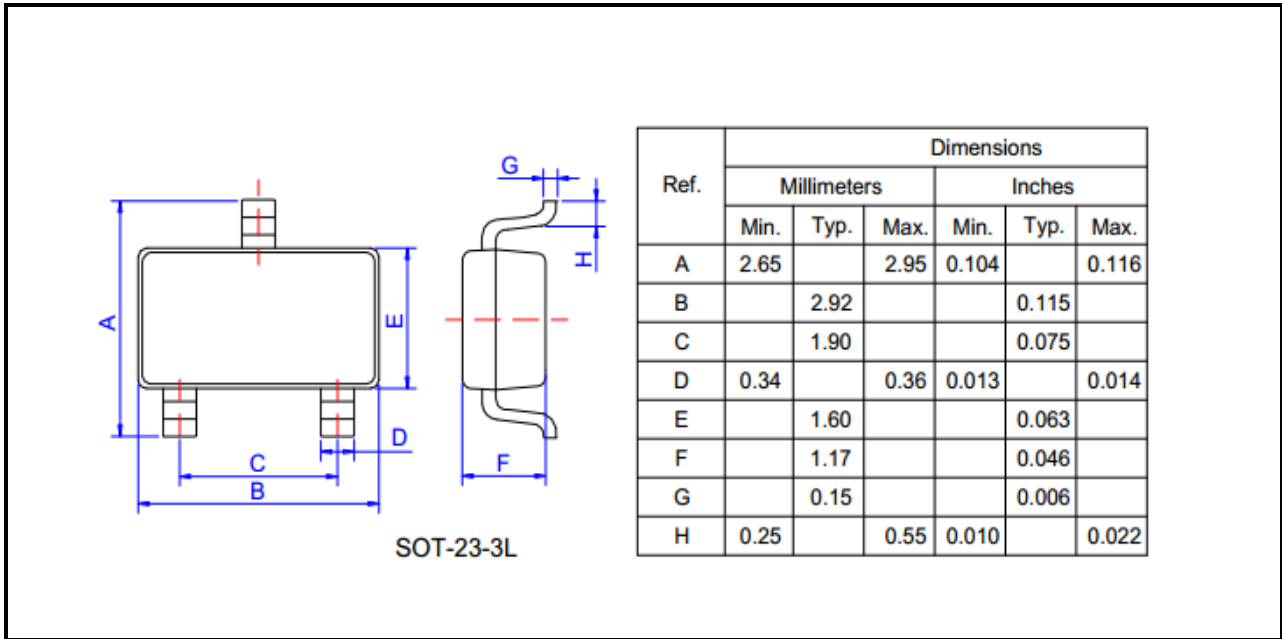 G
H
A
E
D
C
B
F
SOT-23-3L
Ref. Dimensions
Millimeters Inches
Min. Typ. Max. Min. Typ. Max.
A 2.65 2.95 0.104 0.116
B 2.92 0.115
C 1.90 0.075
D 0.34 0.36 0.013 0.014
E 1.60 0.063
F 1.17 0.046
G 0.15 0.006
H 0.25 0.55 0.010 0.022